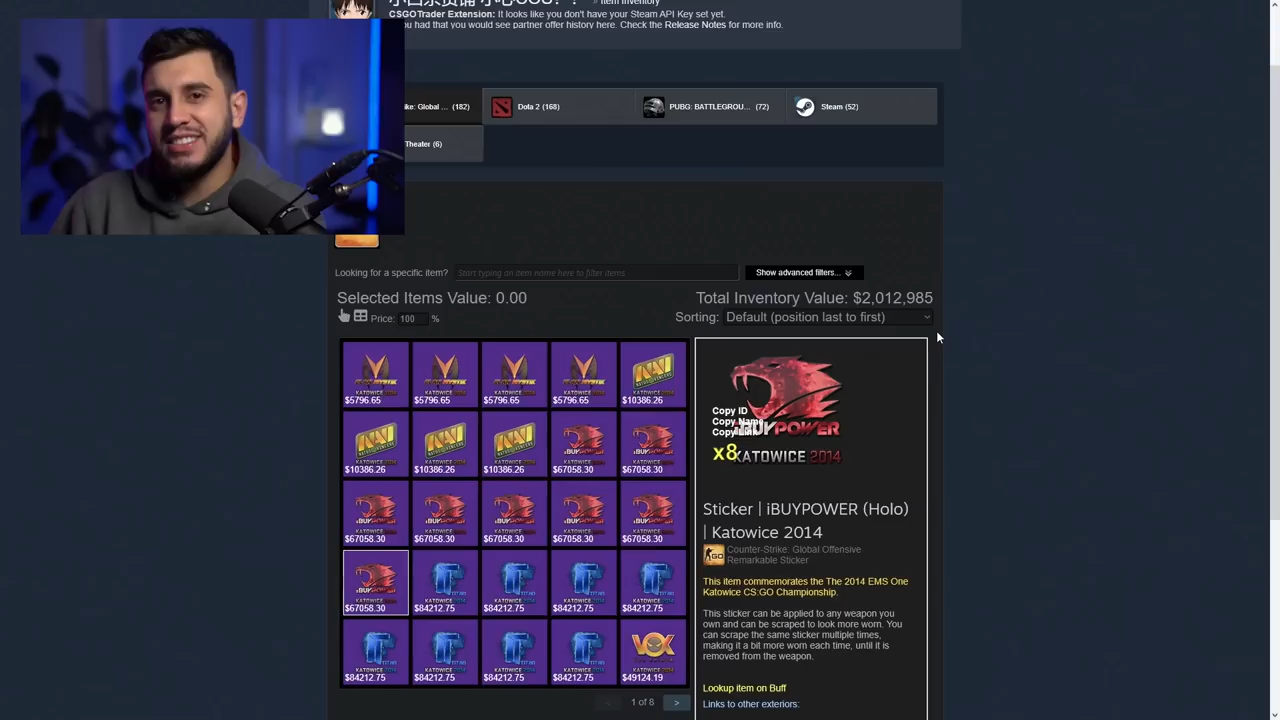 Item Inventory
CSGOTrader Extension: It looks like you don't have your Steam API Key set yet.
you had that you would see partner offer history here. Check the Release Notes for more info.
ike: Global ... (182)
Dota 2 (168)
PUBG: BATTLEGROU... (72)
Steam (52)
Theater (6)
Looking for a specific item?
Start typing an item name here to filter items
Show advanced filters...
Selected Items Value: 0.00
Total Inventory Value: $2,012,985
Price: 100 %
Sorting: Default (position last to first)
KATOWICE 2014
$5796.65
$5796.65
$5796.65
$5796.65
$10386.26
$10386.26
$10386.26
$10386.26
$67058.30
$67058.30
$67058.30
$67058.30
$67058.30
$67058.30
$67058.30
$67058.30
$84212.75
$84212.75
$84212.75
$84212.75
$84212.75
$84212.75
$84212.75
$84212.75
$49124.19
1 of 8
>
Copy ID
Copy Name
Copy Link
iBUYPOWER
x8
KATOWICE 2014
Sticker | iBUYPOWER (Holo)
| Katowice 2014
Counter-Strike: Global Offensive
Remarkable Sticker
This item commemorates the The 2014 EMS One
Katowice CS:GO Championship.
This sticker can be applied to any weapon you
own and can be scraped to look more worn. You
can scrape the same sticker multiple times,
making it a bit more worn each time, until it is
removed from the weapon.
Lookup item on Buff
Links to other exteriors: